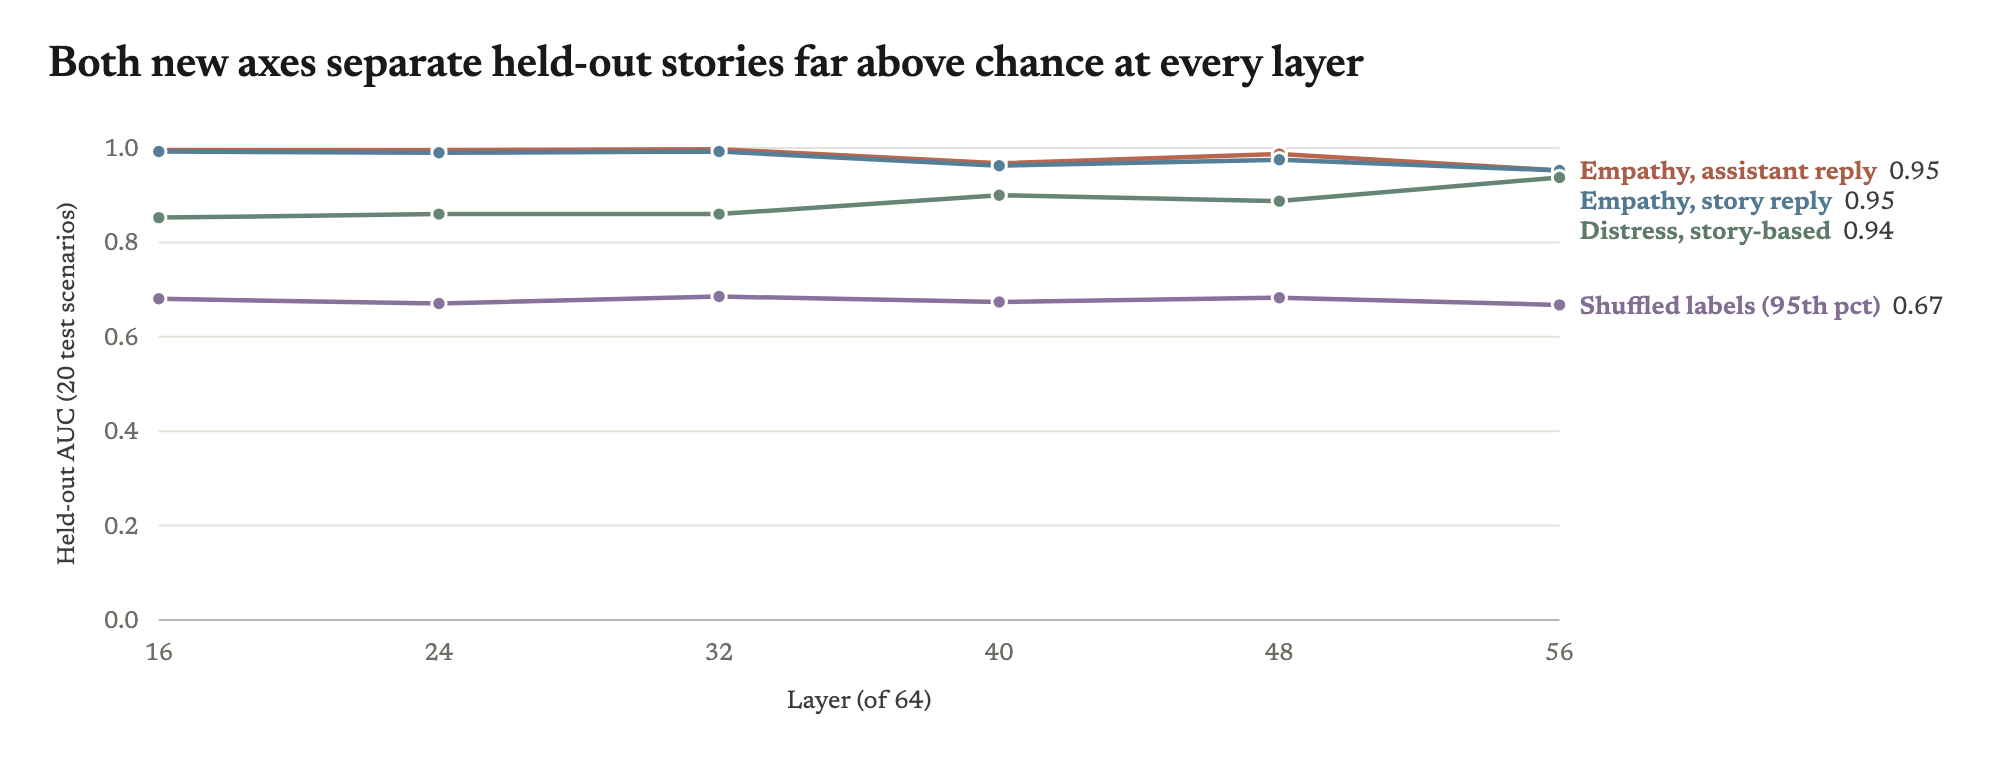 Both new axes separate held-out stories far above chance at every layer
Held-out AUC (20 test scenarios)
1.0
0.8
0.6
0.4
0.2
0.0
Empathy, assistant reply 0.95
Empathy, story reply 0.95
Distress, story-based 0.94
Shuffled labels (95th pct) 0.67
16 24 32 40 48 56
Layer (of 64)